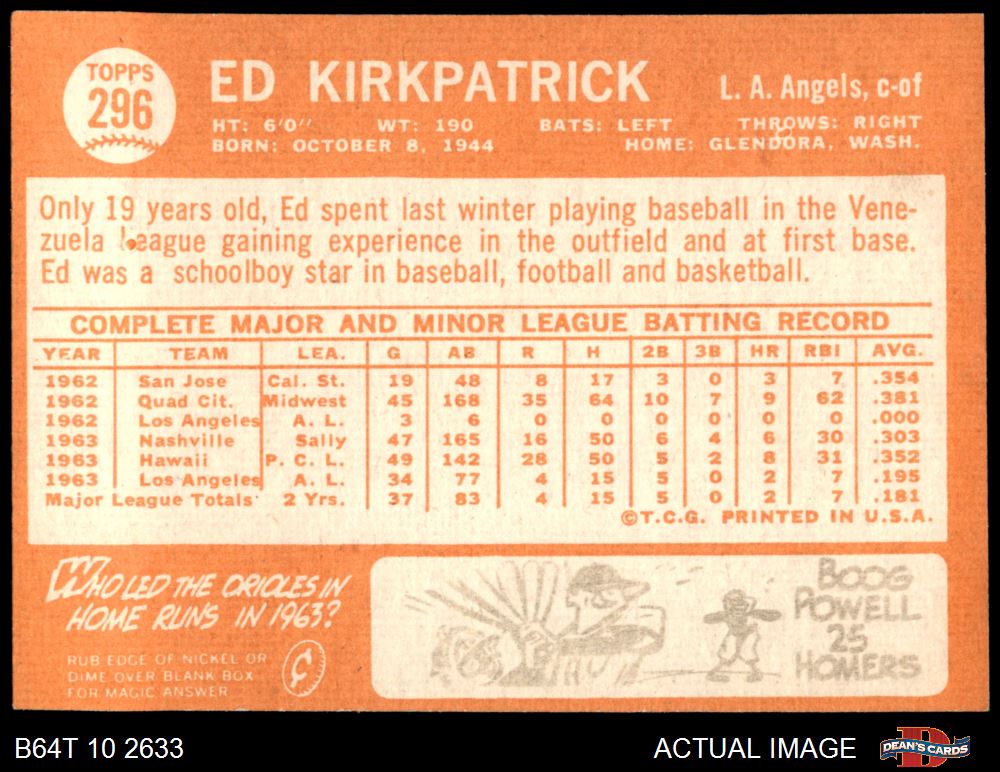 TOPPS
296
ED KIRKPATRICK
L. A. Angels, c-of
HT: 6'0" WT: 190 BATS: LEFT THROWS: RIGHT
BORN: OCTOBER 8, 1944 HOME: GLENDORA, WASH.
Only 19 years old, Ed spent last winter playing baseball in the Vene-
zuela League gaining experience in the outfield and at first base.
Ed was a schoolboy star in baseball, football and basketball.
COMPLETE MAJOR AND MINOR LEAGUE BATTING RECORD
YEAR TEAM LEA. G AB R H 2B 3B HR RBI AVG.
1962 San Jose Cal. St. 19 48 8 17 3 0 3 7 .354
1962 Quad Cit. Midwest 45 168 35 64 10 7 9 62 .381
1962 Los Angeles A. L. 3 6 0 0 0 0 0 0 .000
1963 Nashville Sally 47 165 16 50 6 4 6 30 .303
1963 Hawaii P. C. L. 49 142 28 50 5 2 8 31 .352
1963 Los Angeles A. L. 34 77 4 15 5 0 2 7 .195
Major League Totals 2 Yrs. 37 83 4 15 5 0 2 7 .181
©T.C.G. PRINTED IN U.S.A.
WHO LED THE ORIOLES IN
HOME RUNS IN 1963?
RUB EDGE OF NICKEL OR
DIME OVER BLANK BOX
FOR MAGIC ANSWER
¢
BOOG
POWELL
25
HOMERS
B64T 10 2633
ACTUAL IMAGE
DEAN'S CARDS